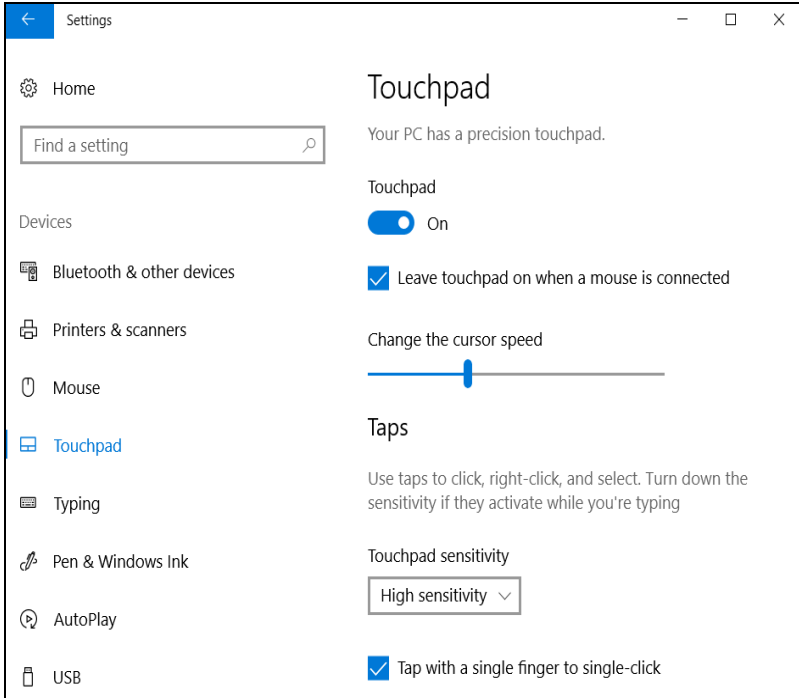 Settings
Home
Find a setting
Devices
Bluetooth & other devices
Printers & scanners
Mouse
Touchpad
Typing
Pen & Windows Ink
AutoPlay
USB
Touchpad
Your PC has a precision touchpad.
Touchpad
On
Leave touchpad on when a mouse is connected
Change the cursor speed
Taps
Use taps to click, right-click, and select. Turn down the
sensitivity if they activate while you're typing
Touchpad sensitivity
High sensitivity
Tap with a single finger to single-click